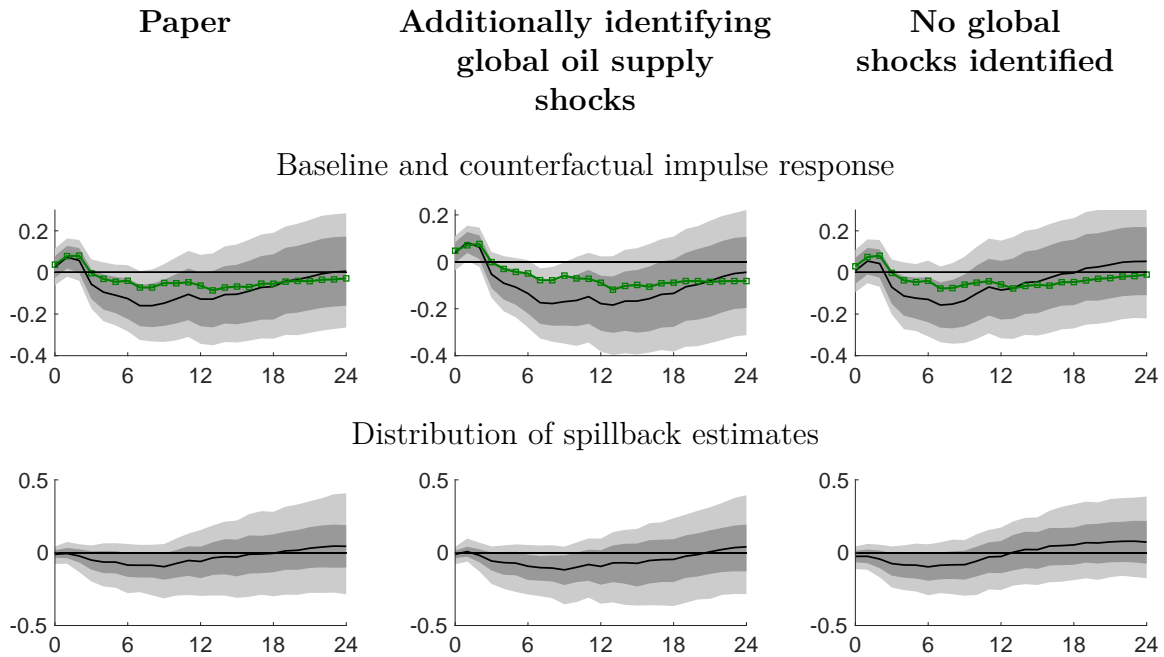 Paper
Additionally identifying
global oil supply
shocks
No global
shocks identified
Baseline and counterfactual impulse response
0.2
0
-0.2
-0.4
0 6 12 18 24
0.2
0
-0.2
-0.4
0 6 12 18 24
0.2
0
-0.2
-0.4
0 6 12 18 24
Distribution of spillback estimates
0.5
0
-0.5
0 6 12 18 24
0.5
0
-0.5
0 6 12 18 24
0.5
0
-0.5
0 6 12 18 24